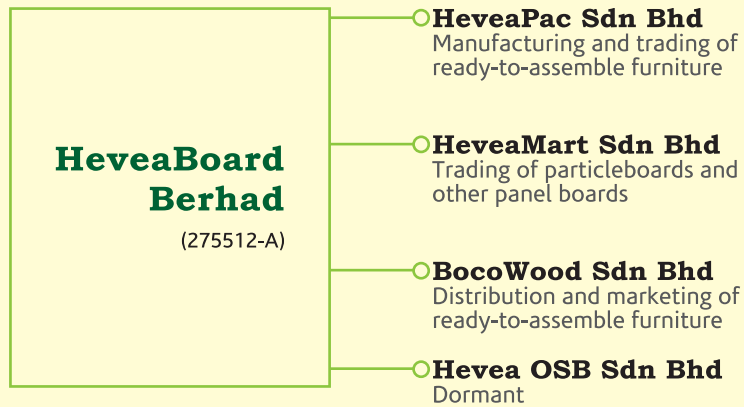 HeveaBoard
Berhad
(275512-A)
HeveaPac Sdn Bhd
Manufacturing and trading of
ready-to-assemble furniture
HeveaMart Sdn Bhd
Trading of particleboards and
other panel boards
BocoWood Sdn Bhd
Distribution and marketing of
ready-to-assemble furniture
Hevea OSB Sdn Bhd
Dormant